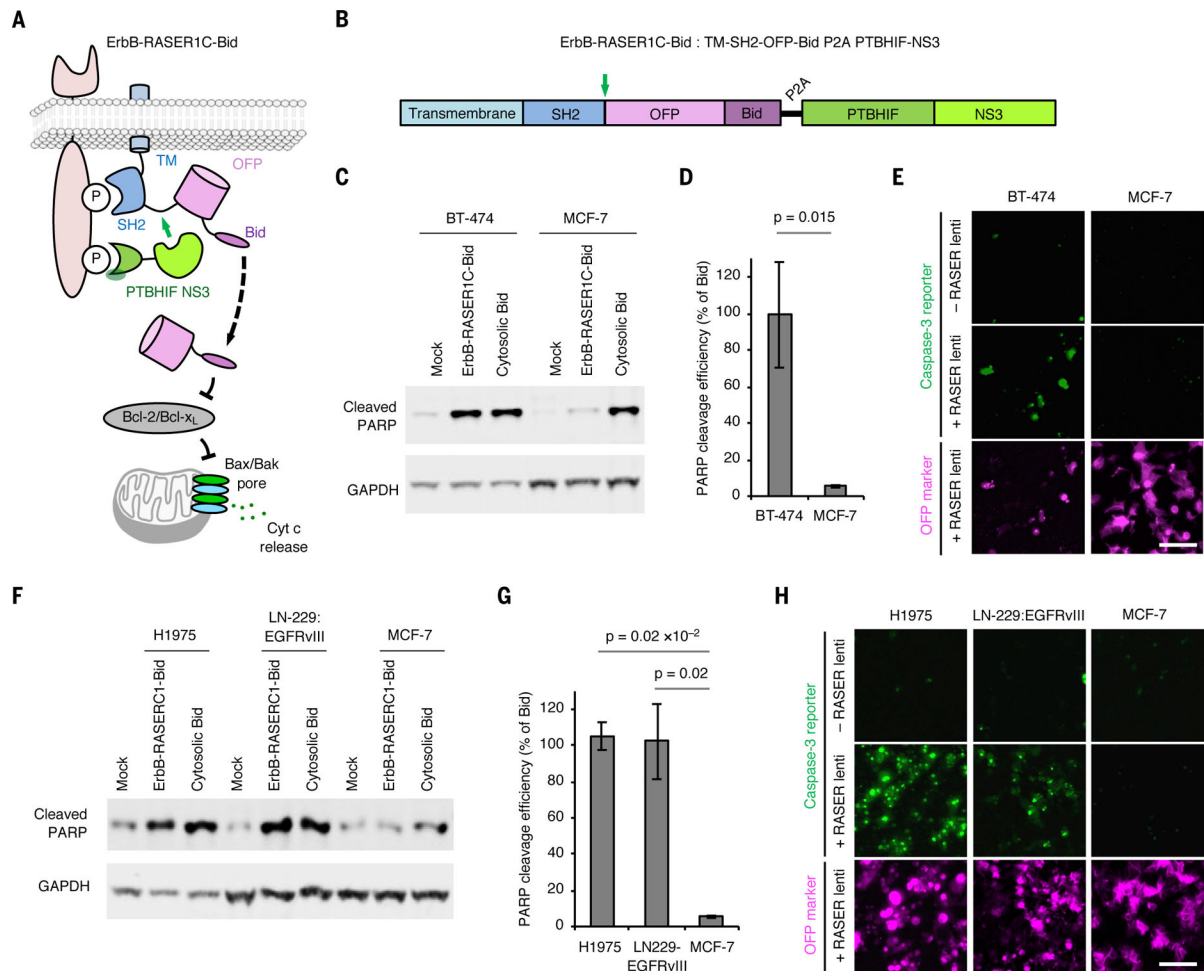 A
ErbB-RASER1C-Bid
TM
OFP
P
SH2
Bid
P
PTBHIF NS3
Bcl-2/Bcl-xL
Bax/Bak
pore
Cyt c
release
B
ErbB-RASER1C-Bid : TM-SH2-OFP-Bid P2A PTBHIF-NS3
P2A
Transmembrane SH2 OFP Bid PTBHIF NS3
C
BT-474 MCF-7
Mock
ErbB-RASER1C-Bid
Cytosolic Bid
Mock
ErbB-RASER1C-Bid
Cytosolic Bid
Cleaved
PARP
GAPDH
D
p = 0.015
PARP cleavage efficiency (% of Bid)
120
100
80
60
40
20
0
BT-474 MCF-7
E
BT-474 MCF-7
Caspase-3 reporter
– RASER lenti
+ RASER lenti
OFP marker
+ RASER lenti
F
H1975
LN-229:
EGFRvIII
MCF-7
Mock
ErbB-RASERC1-Bid
Cytosolic Bid
Mock
ErbB-RASERC1-Bid
Cytosolic Bid
Mock
ErbB-RASERC1-Bid
Cytosolic Bid
Cleaved
PARP
GAPDH
G
p = 0.02 ×10–2
p = 0.02
PARP cleavage efficiency (% of Bid)
120
100
80
60
40
20
0
H1975
LN229-
EGFRvIII
MCF-7
H
H1975 LN-229:EGFRvIII MCF-7
Caspase-3 reporter
– RASER lenti
+ RASER lenti
OFP marker
+ RASER lenti